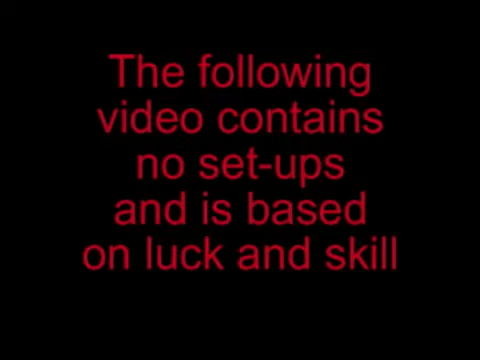 The following
video contains
no set-ups
and is based
on luck and skill